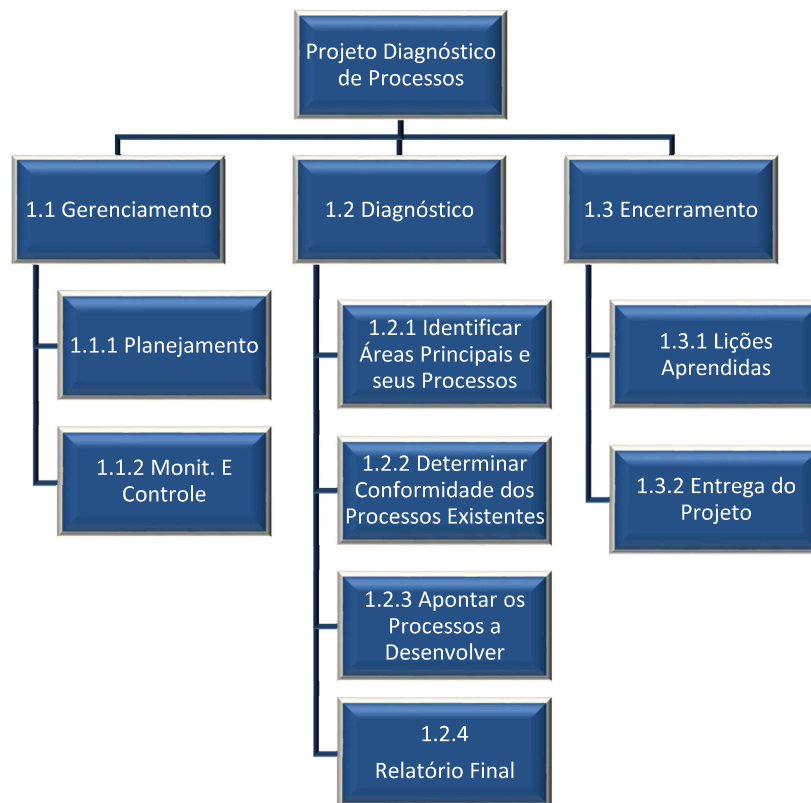 Projeto Diagnóstico
de Processos
1.1 Gerenciamento
1.2 Diagnóstico
1.3 Encerramento
1.1.1 Planejamento
1.1.2 Monit. E
Controle
1.2.1 Identificar
Áreas Principais e
seus Processos
1.2.2 Determinar
Conformidade dos
Processos Existentes
1.2.3 Apontar os
Processos a
Desenvolver
1.2.4
Relatório Final
1.3.1 Lições
Aprendidas
1.3.2 Entrega do
Projeto